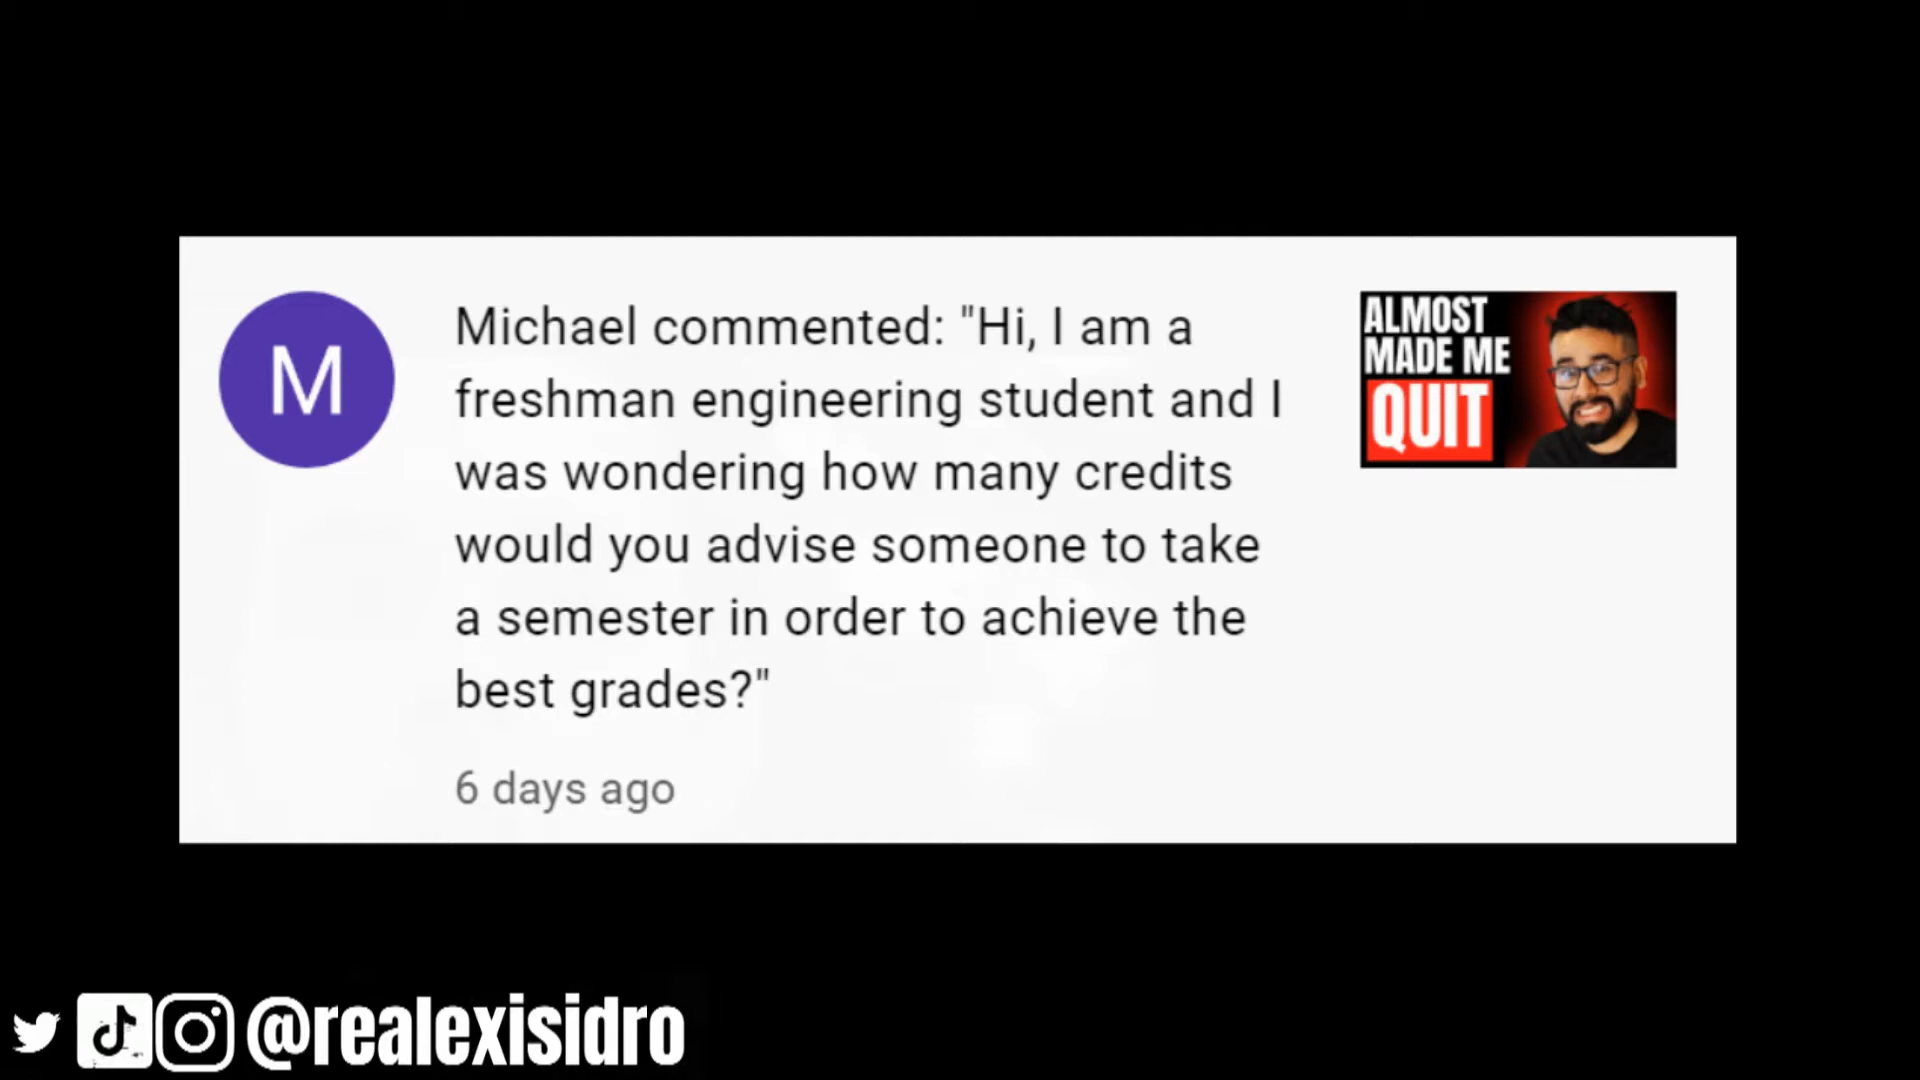 M
Michael commented: "Hi, I am a
freshman engineering student and I
was wondering how many credits
would you advise someone to take
a semester in order to achieve the
best grades?"
6 days ago
ALMOST
MADE ME
QUIT
@realexisidro